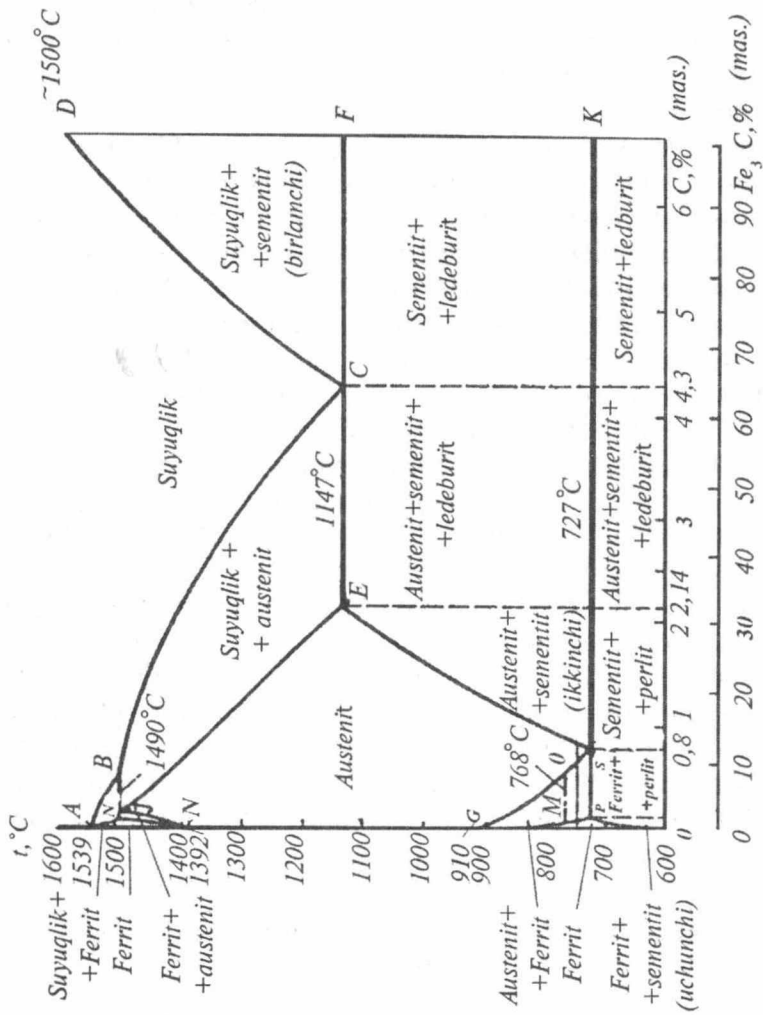 t,°C
Suyuqlik+
+Ferrit
Ferrit
Ferrit+
+austenit
Austenit+
+Ferrit
Ferrit
Ferrit+
+sementit
(uchunchi)
1600
1539
1500
1400
1392
1300
1200
1100
1000
910
900
800
700
600
A
B
N
1490°C
N
D ~1500°C
Suyuqlik
Suyuqlik +
+ austenit
Suyuqlik+
+sementit
(birlamchi)
Austenit
E
1147°C
C
F
Austenit+
+sementit
(ikkinchi)
Austenit+sementit+
+ledeburit
Sementit+
+ledeburit
G
M
768°C
O
P
S
727°C
K
Ferrit+
+perlit
Sementit+
+perlit
Austenit+sementit+
+ledeburit
Sementit+ledburit
0 0,8 1 2 2,14 3 4 4,3 5 6 C,% (mas.)
0 10 20 30 40 50 60 70 80 90 Fe₃ C,% (mas.)